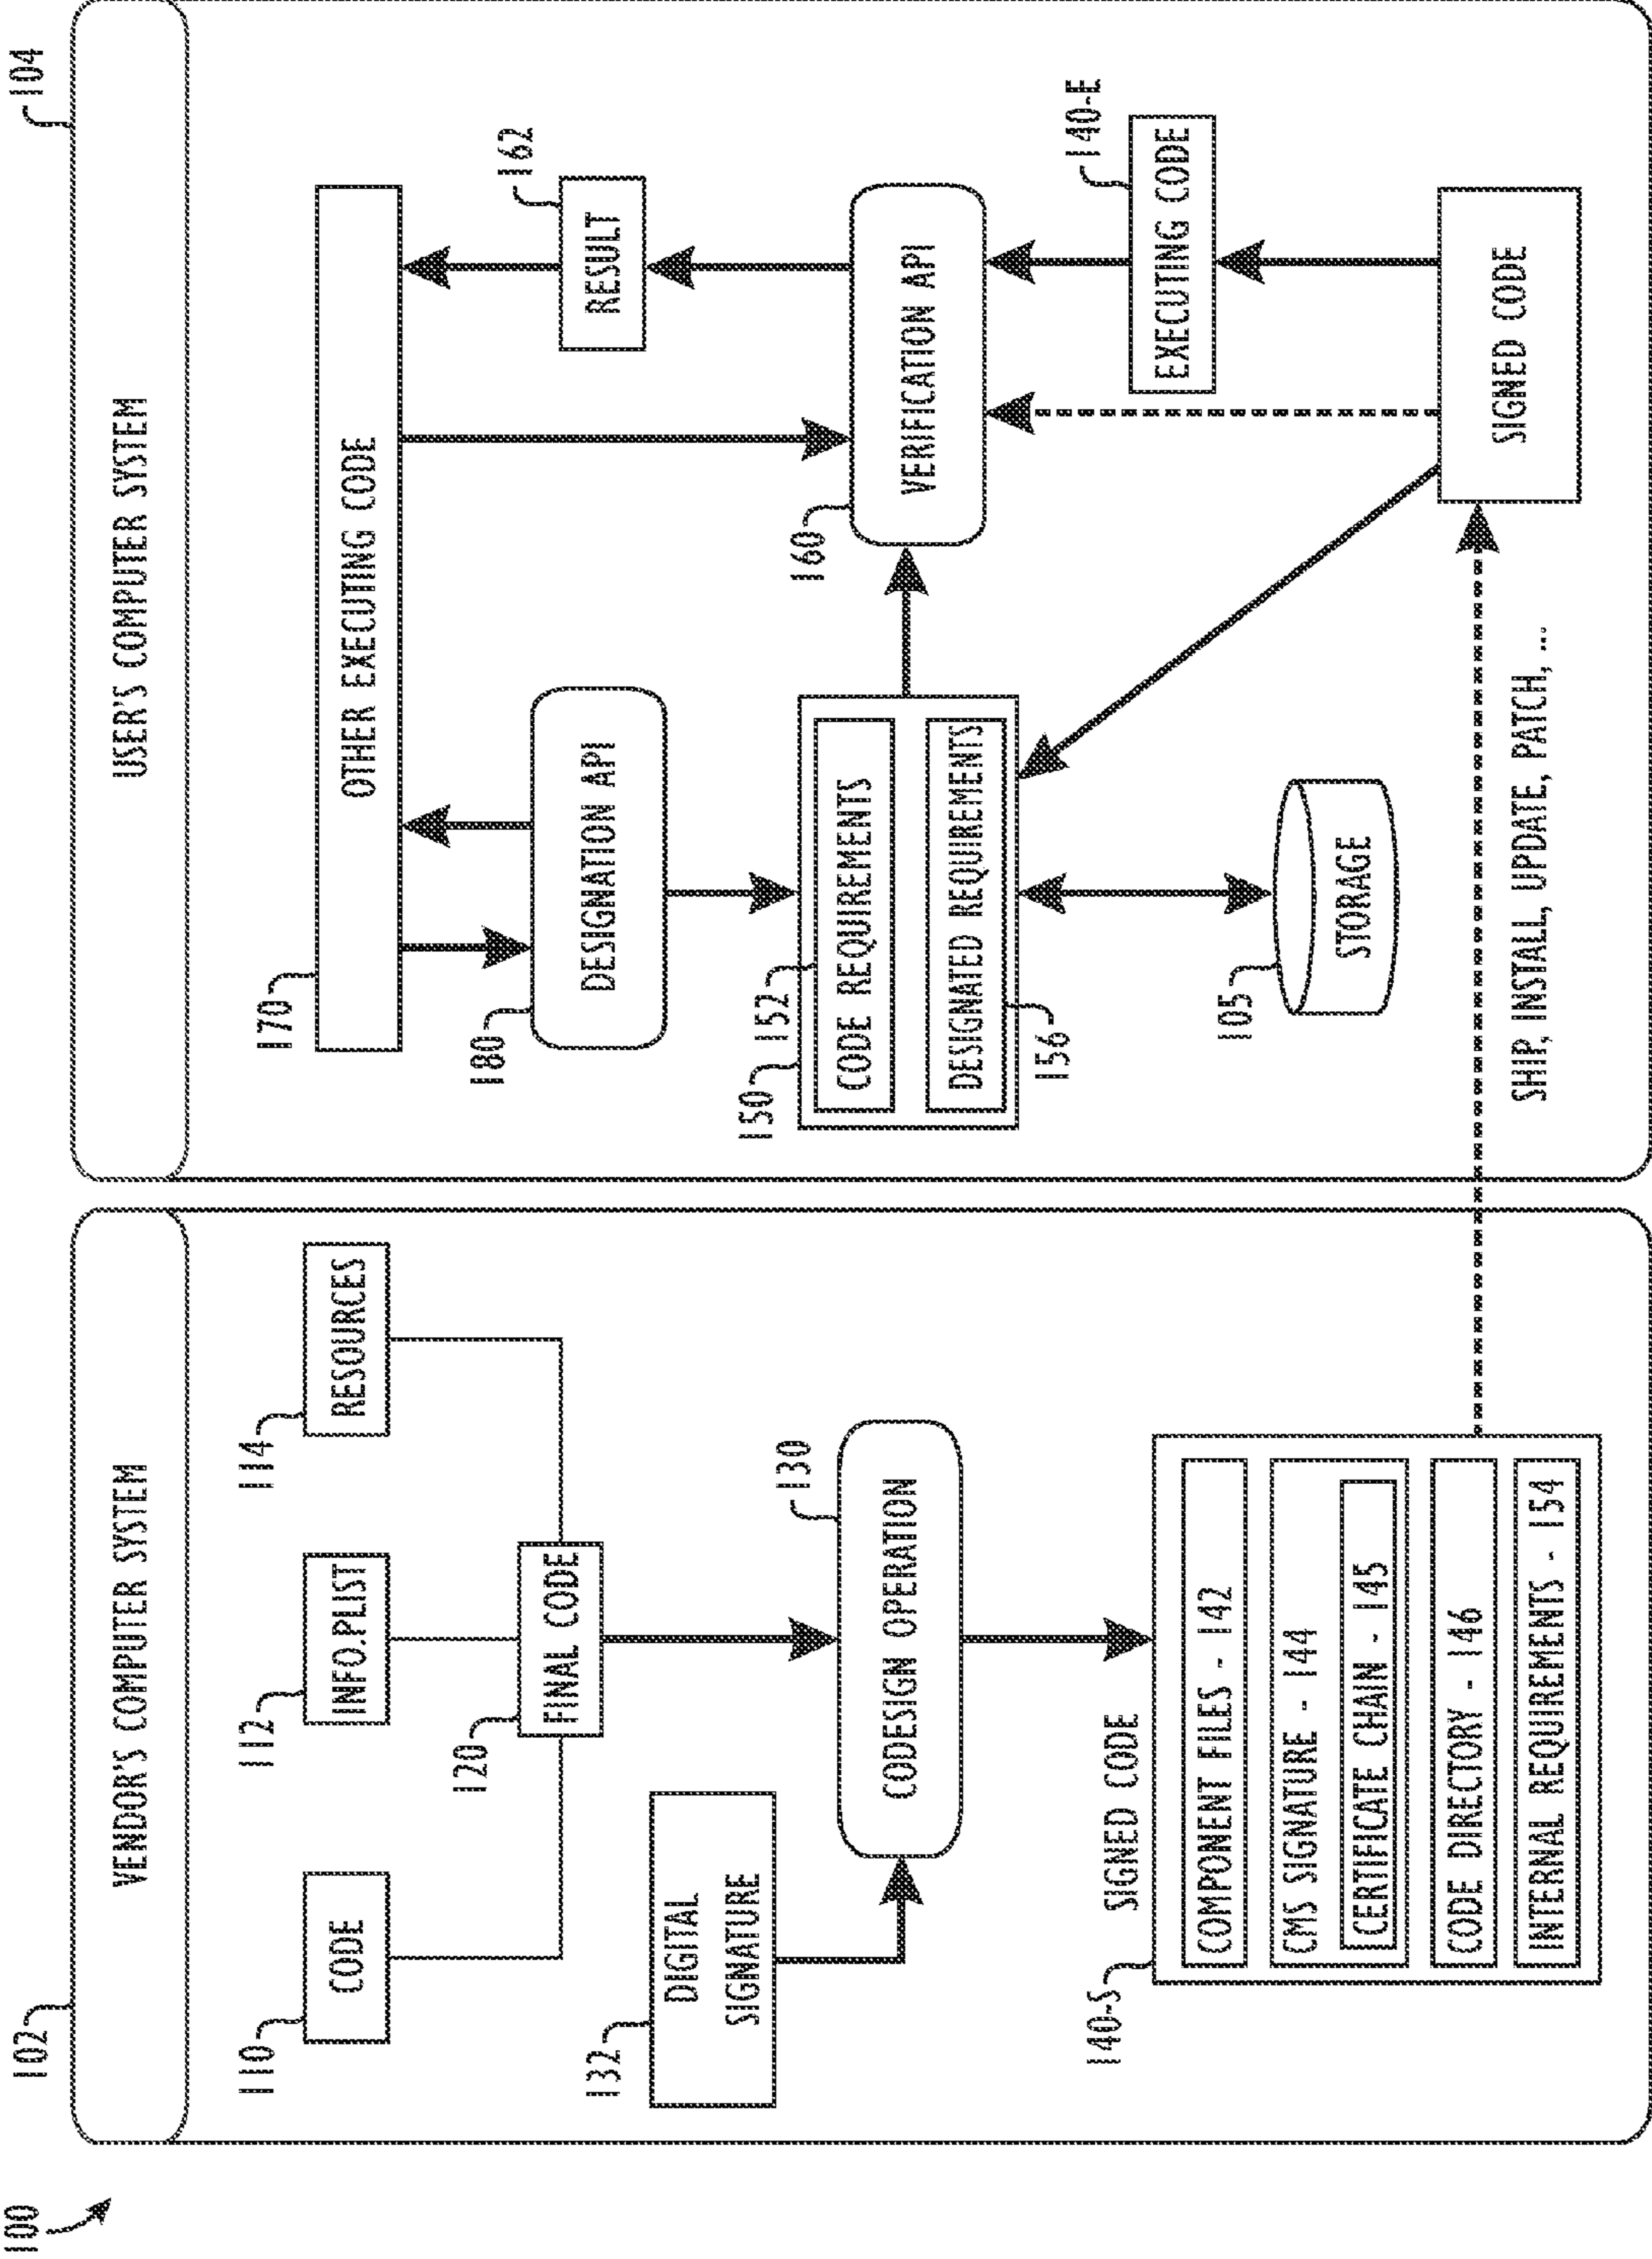 100
102
VENDOR'S COMPUTER SYSTEM
110
CODE
112
INFO.PLIST
114
RESOURCES
120
FINAL CODE
132
DIGITAL
SIGNATURE
130
CODESIGN OPERATION
140-S
SIGNED CODE
COMPONENT FILES - 142
CMS SIGNATURE - 144
CERTIFICATE CHAIN - 145
CODE DIRECTORY - 146
INTERNAL REQUIREMENTS - 154
104
USER'S COMPUTER SYSTEM
170
OTHER EXECUTING CODE
180
DESIGNATION API
162
RESULT
150
152
CODE REQUIREMENTS
DESIGNATED REQUIREMENTS
156
160
VERIFICATION API
140-E
EXECUTING CODE
105
STORAGE
SIGNED CODE
SHIP, INSTALL, UPDATE, PATCH, ...